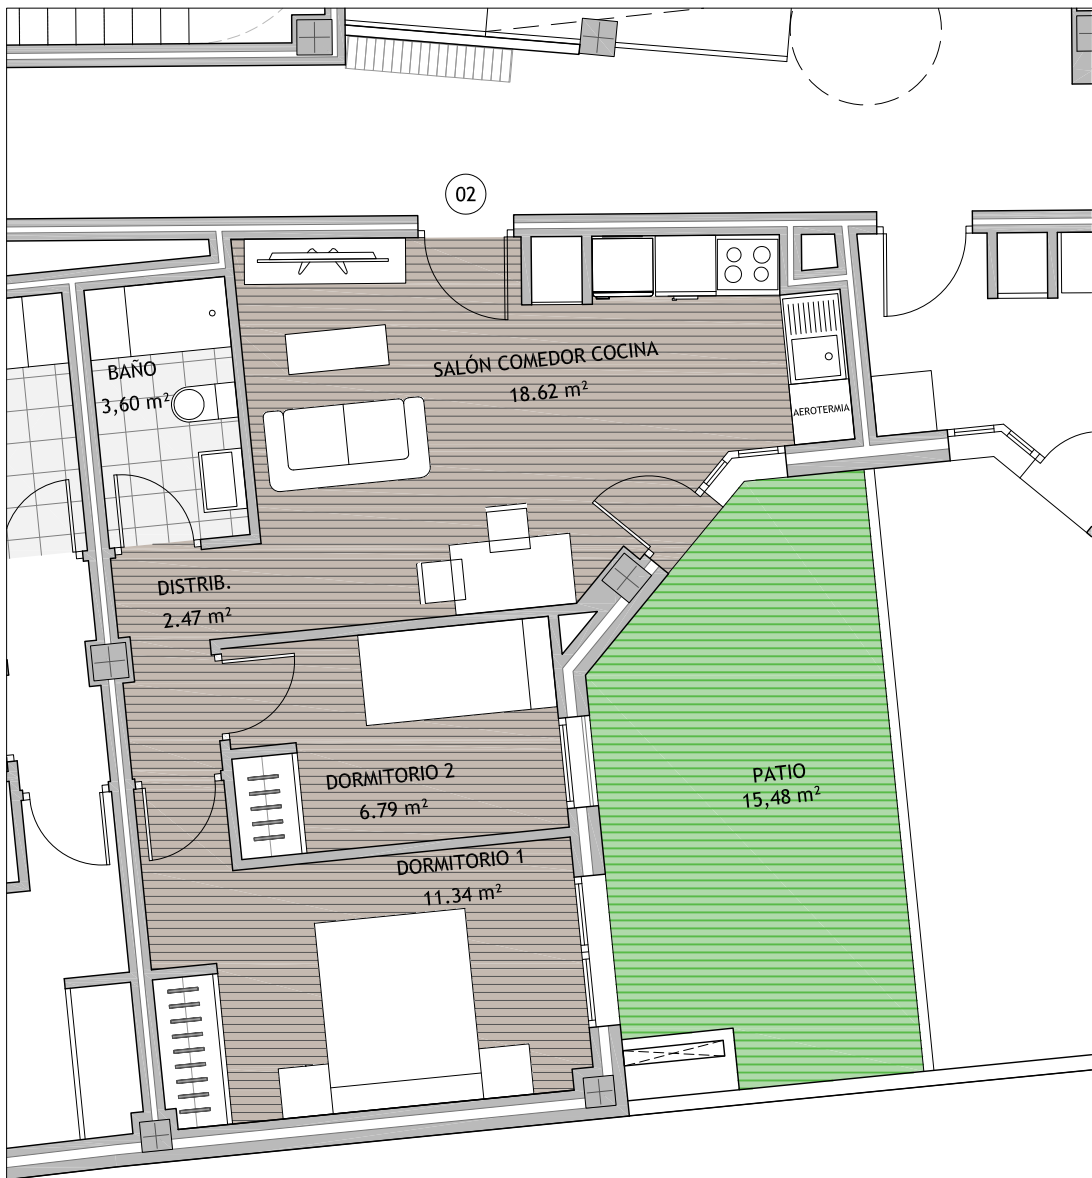 02
SALÓN COMEDOR COCINA
18.62 m²
BAÑO
3,60 m²
AEROTERMIA
DISTRIB.
2.47 m²
DORMITORIO 2
6.79 m²
PATIO
15,48 m²
DORMITORIO 1
11.34 m²